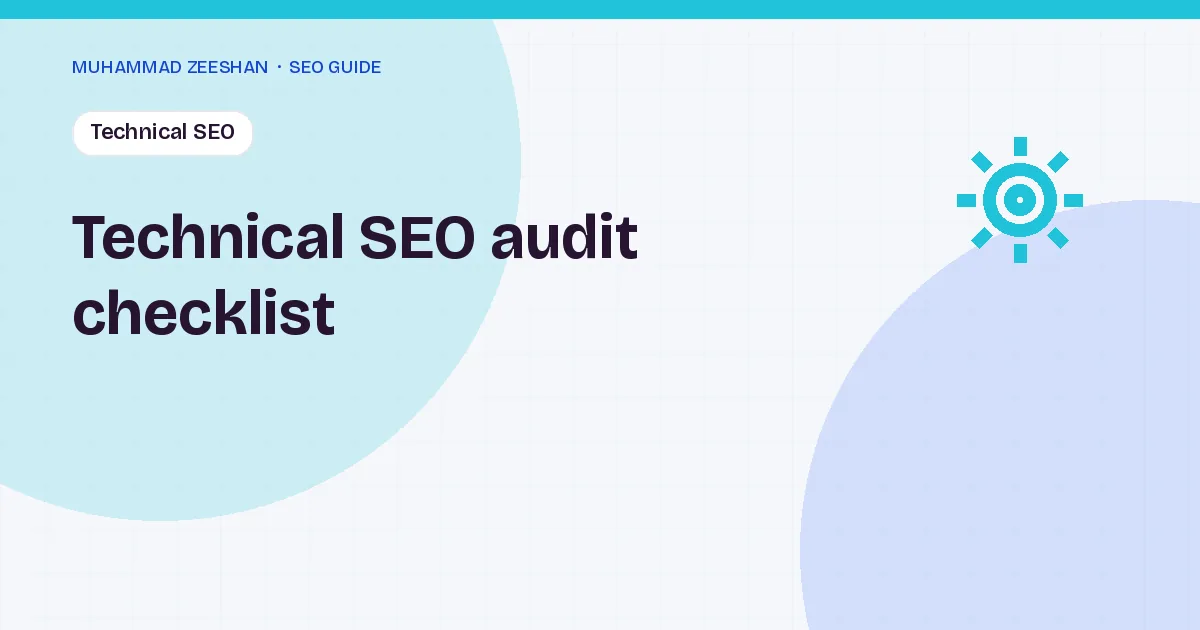 MUHAMMAD ZEESHAN · SEO GUIDE
Technical SEO
Technical SEO audit
checklist